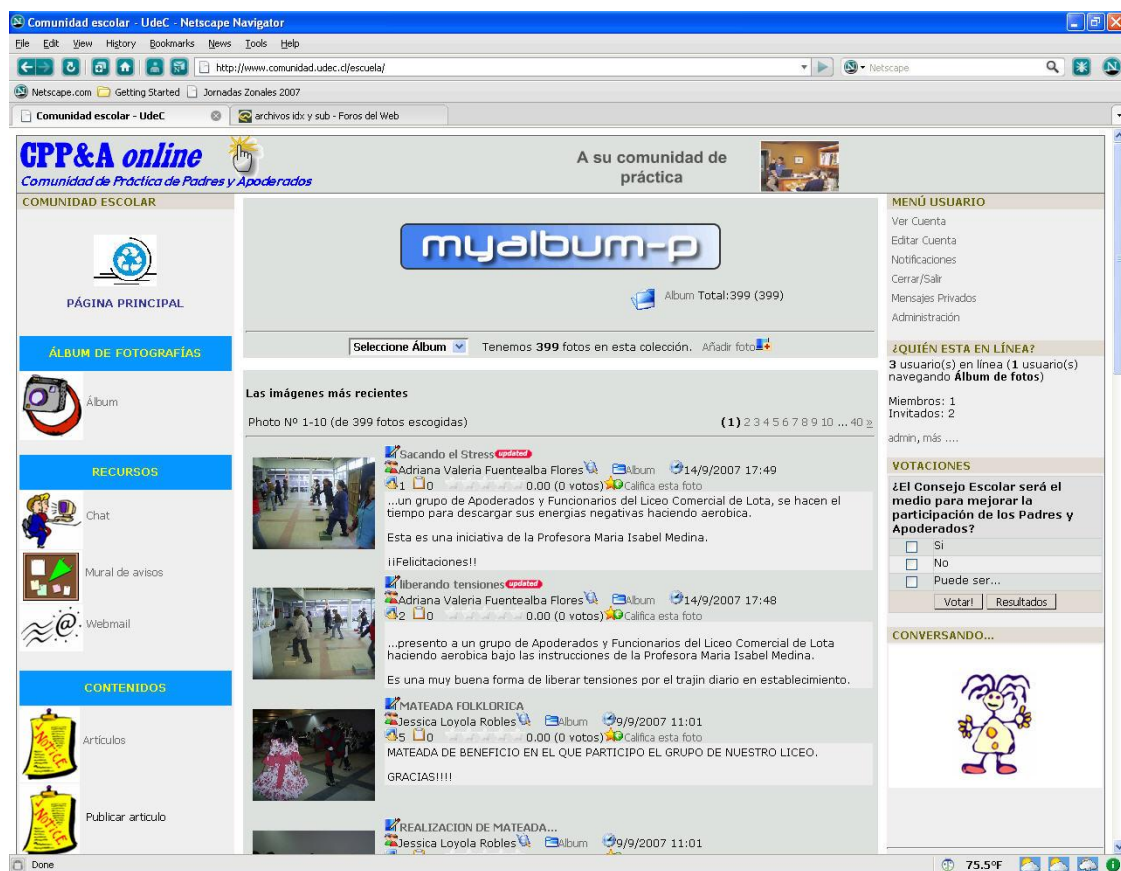 Comunidad escolar - UdeC - Netscape Navigator
File Edit View History Bookmarks News Tools Help
http://www.comunidad.udec.cl/escuela/
Netscape
Netscape.com Getting Started Jornadas Zonales 2007
Comunidad escolar - UdeC
archivos idx y sub - Foros del Web
CPP&A online
Comunidad de Práctica de Padres y Apoderados
A su comunidad de
práctica
COMUNIDAD ESCOLAR
PÁGINA PRINCIPAL
ÁLBUM DE FOTOGRAFÍAS
Álbum
RECURSOS
Chat
Mural de avisos
Webmail
CONTENIDOS
NOTICE
Artículos
NOTICE
Publicar articulo
myalbum-p
Album Total:399 (399)
Seleccione Álbum Tenemos 399 fotos en esta colección. Añadir foto
Las imágenes más recientes
Photo Nº 1-10 (de 399 fotos escogidas) (1) 2 3 4 5 6 7 8 9 10 ... 40 »
Sacando el Stress updated
Adriana Valeria Fuentealba Flores Album 14/9/2007 17:49
1 0 0.00 (0 votos) Califica esta foto
...un grupo de Apoderados y Funcionarios del Liceo Comercial de Lota, se hacen el
tiempo para descargar sus energias negativas haciendo aerobica.
Esta es una iniciativa de la Profesora Maria Isabel Medina.
¡¡Felicitaciones!!
liberando tensiones updated
Adriana Valeria Fuentealba Flores Album 14/9/2007 17:48
2 0 0.00 (0 votos) Califica esta foto
...presento a un grupo de Apoderados y Funcionarios del Liceo Comercial de Lota
haciendo aerobica bajo las instrucciones de la Profesora Maria Isabel Medina.
Es una muy buena forma de liberar tensiones por el trajin diario en establecimiento.
MATEADA FOLKLORICA
Jessica Loyola Robles Album 9/9/2007 11:01
5 0 0.00 (0 votos) Califica esta foto
MATEADA DE BENEFICIO EN EL QUE PARTICIPO EL GRUPO DE NUESTRO LICEO.
GRACIAS!!!!
REALIZACION DE MATEADA...
Jessica Loyola Robles Album 9/9/2007 11:01
MENÚ USUARIO
Ver Cuenta
Editar Cuenta
Notificaciones
Cerrar/Salir
Mensajes Privados
Administración
¿QUIÉN ESTA EN LÍNEA?
3 usuario(s) en línea (1 usuario(s)
navegando Álbum de fotos)
Miembros: 1
Invitados: 2
admin, más ....
VOTACIONES
¿El Consejo Escolar será el
medio para mejorar la
participación de los Padres y
Apoderados?
Si
No
Puede ser...
Votar! Resultados
CONVERSANDO...
Done
75.5°F